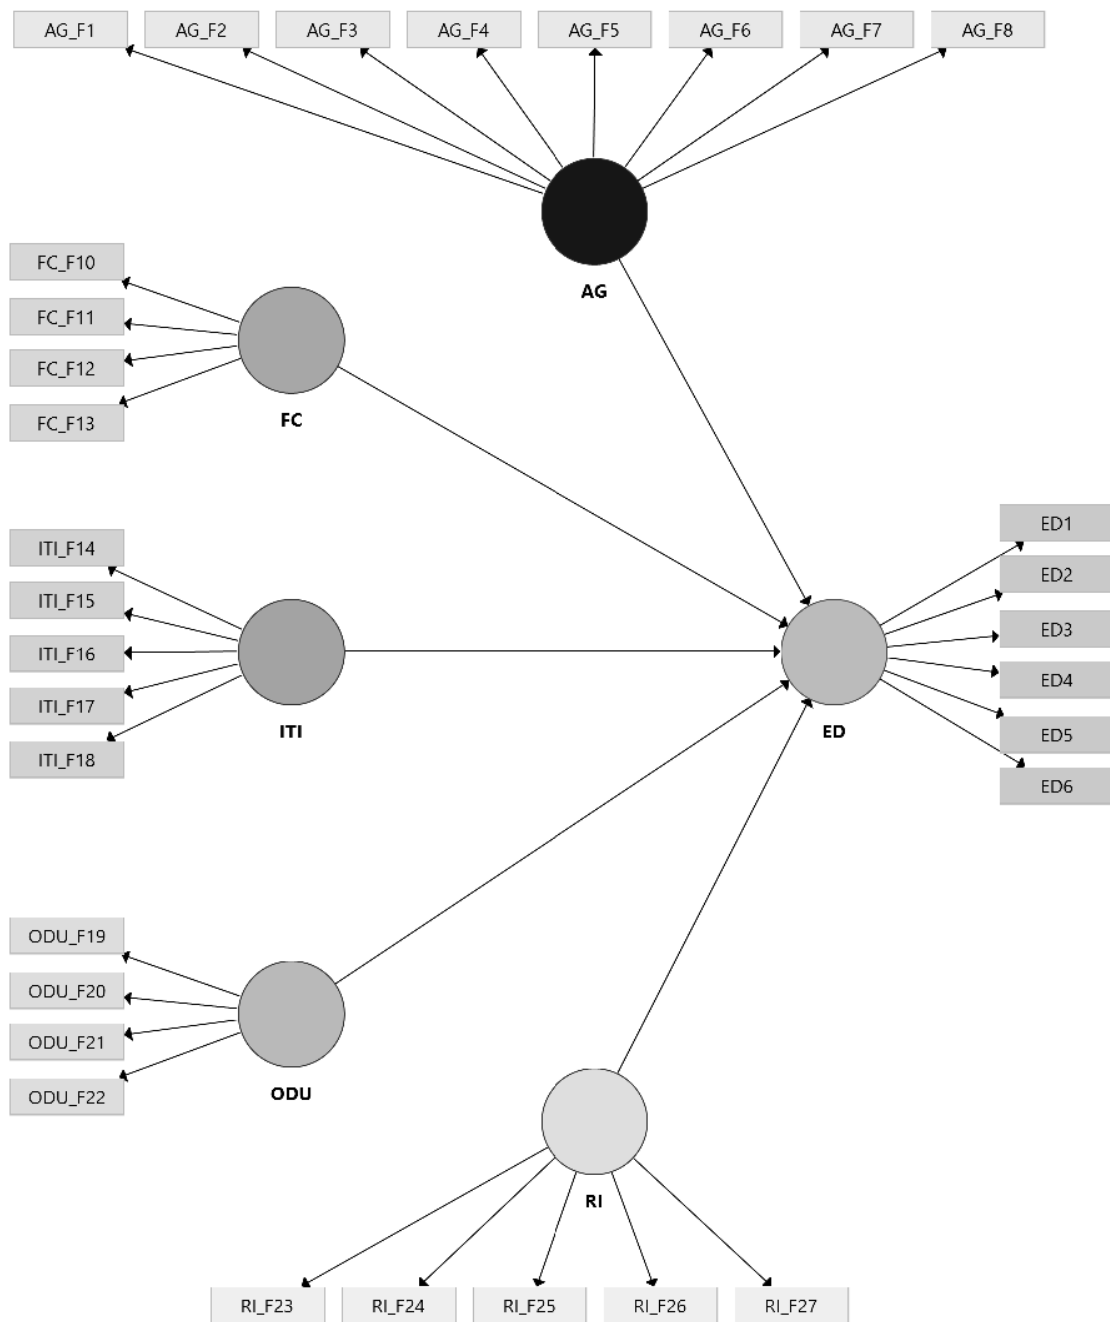 AG_F1
AG_F2
AG_F3
AG_F4
AG_F5
AG_F6
AG_F7
AG_F8
AG
FC_F10
FC_F11
FC_F12
FC_F13
FC
ITI_F14
ITI_F15
ITI_F16
ITI_F17
ITI_F18
ITI
ED1
ED2
ED3
ED4
ED5
ED6
ED
ODU_F19
ODU_F20
ODU_F21
ODU_F22
ODU
RI
RI_F23
RI_F24
RI_F25
RI_F26
RI_F27